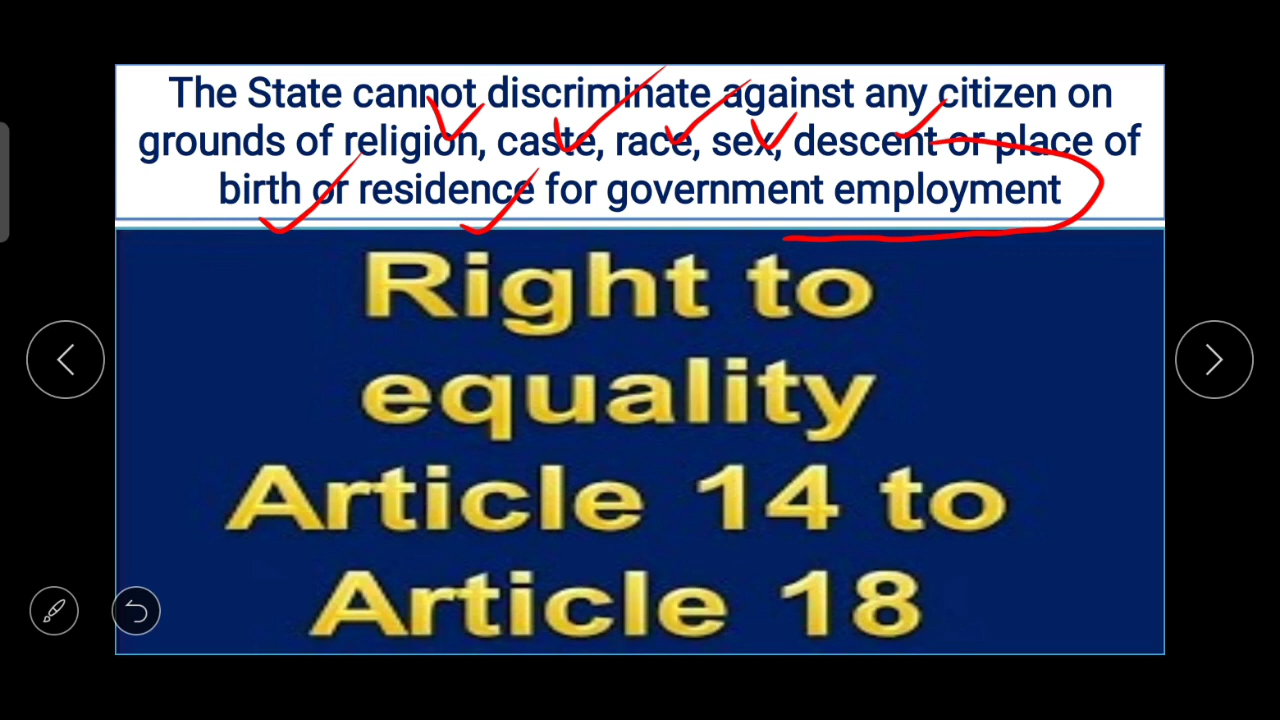 The State cannot discriminate against any citizen on
grounds of religion, caste, race, sex, descent or place of
birth or residence for government employment
Right to
equality
Article 14 to
Article 18